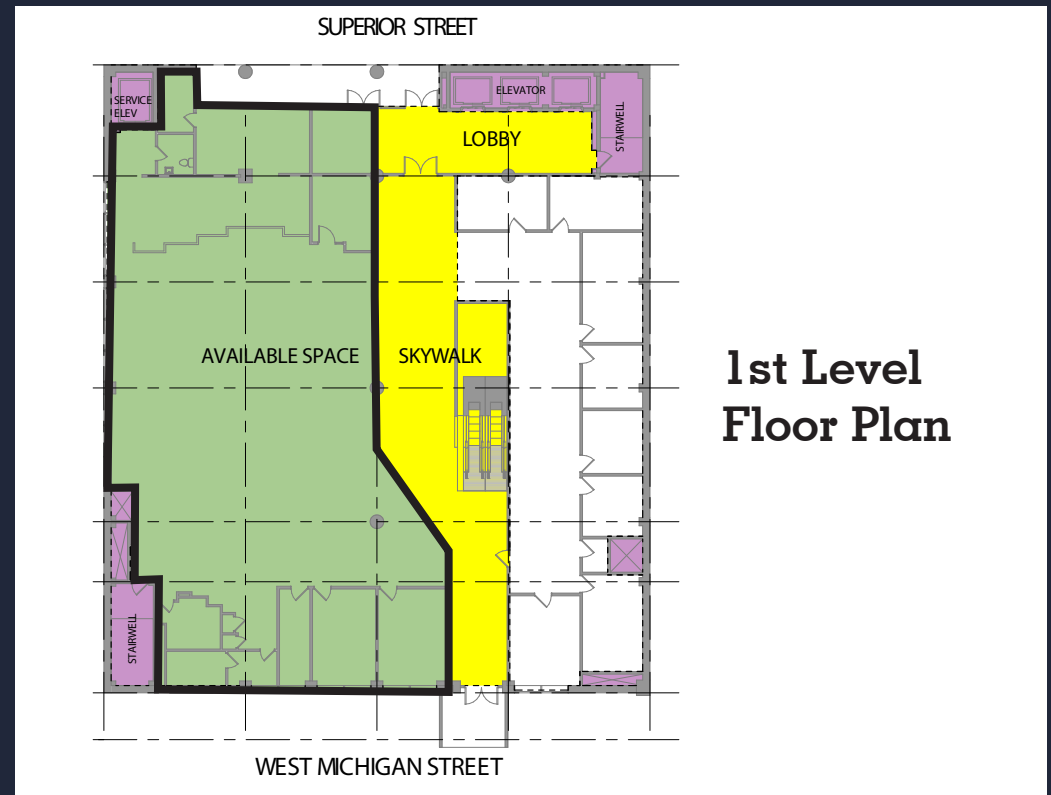 SUPERIOR STREET
SERVICE
ELEV
ELEVATOR
STAIRWELL
LOBBY
AVAILABLE SPACE
SKYWALK
1st Level
Floor Plan
STAIRWELL
WEST MICHIGAN STREET